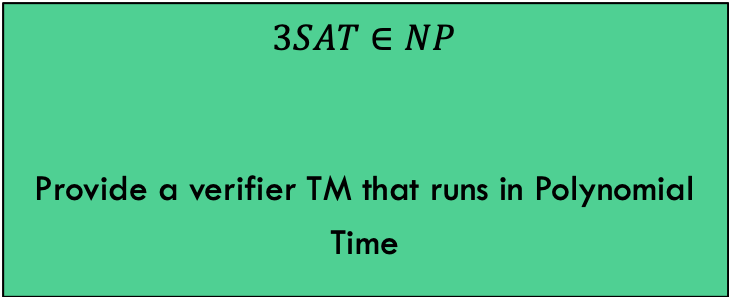 3SAT ∈ NP
Provide a verifier TM that runs in Polynomial
Time